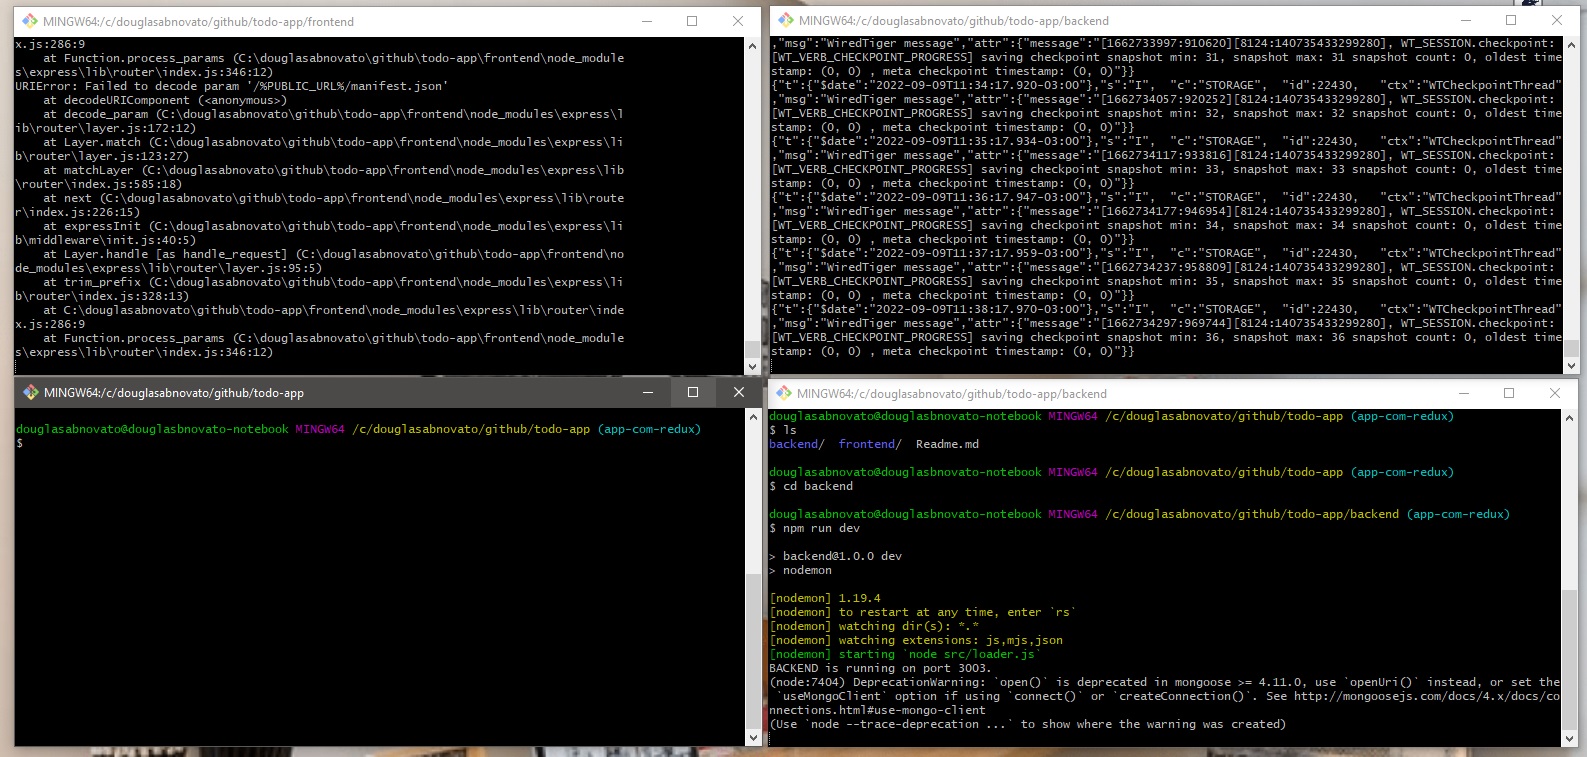 MINGW64:/c/douglasabnovato/github/todo-app/frontend
x.js:286:9
    at Function.process_params (C:\douglasabnovato\github\todo-app\frontend\node_module
s\express\lib\router\index.js:346:12)
URIError: Failed to decode param '/%PUBLIC_URL%/manifest.json'
    at decodeURIComponent (<anonymous>)
    at decode_param (C:\douglasabnovato\github\todo-app\frontend\node_modules\express\l
ib\router\layer.js:172:12)
    at Layer.match (C:\douglasabnovato\github\todo-app\frontend\node_modules\express\li
b\router\layer.js:123:27)
    at matchLayer (C:\douglasabnovato\github\todo-app\frontend\node_modules\express\lib
\router\index.js:585:18)
    at next (C:\douglasabnovato\github\todo-app\frontend\node_modules\express\lib\route
r\index.js:226:15)
    at expressInit (C:\douglasabnovato\github\todo-app\frontend\node_modules\express\li
b\middleware\init.js:40:5)
    at Layer.handle [as handle_request] (C:\douglasabnovato\github\todo-app\frontend\no
de_modules\express\lib\router\layer.js:95:5)
    at trim_prefix (C:\douglasabnovato\github\todo-app\frontend\node_modules\express\li
b\router\index.js:328:13)
    at C:\douglasabnovato\github\todo-app\frontend\node_modules\express\lib\router\inde
x.js:286:9
    at Function.process_params (C:\douglasabnovato\github\todo-app\frontend\node_module
s\express\lib\router\index.js:346:12)
MINGW64:/c/douglasabnovato/github/todo-app/backend
,"msg":"WiredTiger message","attr":{"message":"[1662733997:910620][8124:140735433299280], WT_SESSION.checkpoint:
[WT_VERB_CHECKPOINT_PROGRESS] saving checkpoint snapshot min: 31, snapshot max: 31 snapshot count: 0, oldest time
stamp: (0, 0) , meta checkpoint timestamp: (0, 0)"}}
{"t":{"$date":"2022-09-09T11:34:17.920-03:00"},"s":"I",  "c":"STORAGE",  "id":22430,   "ctx":"WTCheckpointThread"
,"msg":"WiredTiger message","attr":{"message":"[1662734057:920252][8124:140735433299280], WT_SESSION.checkpoint:
[WT_VERB_CHECKPOINT_PROGRESS] saving checkpoint snapshot min: 32, snapshot max: 32 snapshot count: 0, oldest time
stamp: (0, 0) , meta checkpoint timestamp: (0, 0)"}}
{"t":{"$date":"2022-09-09T11:35:17.934-03:00"},"s":"I",  "c":"STORAGE",  "id":22430,   "ctx":"WTCheckpointThread"
,"msg":"WiredTiger message","attr":{"message":"[1662734117:933816][8124:140735433299280], WT_SESSION.checkpoint:
[WT_VERB_CHECKPOINT_PROGRESS] saving checkpoint snapshot min: 33, snapshot max: 33 snapshot count: 0, oldest time
stamp: (0, 0) , meta checkpoint timestamp: (0, 0)"}}
{"t":{"$date":"2022-09-09T11:36:17.947-03:00"},"s":"I",  "c":"STORAGE",  "id":22430,   "ctx":"WTCheckpointThread"
,"msg":"WiredTiger message","attr":{"message":"[1662734177:946954][8124:140735433299280], WT_SESSION.checkpoint:
[WT_VERB_CHECKPOINT_PROGRESS] saving checkpoint snapshot min: 34, snapshot max: 34 snapshot count: 0, oldest time
stamp: (0, 0) , meta checkpoint timestamp: (0, 0)"}}
{"t":{"$date":"2022-09-09T11:37:17.959-03:00"},"s":"I",  "c":"STORAGE",  "id":22430,   "ctx":"WTCheckpointThread"
,"msg":"WiredTiger message","attr":{"message":"[1662734237:958809][8124:140735433299280], WT_SESSION.checkpoint:
[WT_VERB_CHECKPOINT_PROGRESS] saving checkpoint snapshot min: 35, snapshot max: 35 snapshot count: 0, oldest time
stamp: (0, 0) , meta checkpoint timestamp: (0, 0)"}}
{"t":{"$date":"2022-09-09T11:38:17.970-03:00"},"s":"I",  "c":"STORAGE",  "id":22430,   "ctx":"WTCheckpointThread"
,"msg":"WiredTiger message","attr":{"message":"[1662734297:969744][8124:140735433299280], WT_SESSION.checkpoint:
[WT_VERB_CHECKPOINT_PROGRESS] saving checkpoint snapshot min: 36, snapshot max: 36 snapshot count: 0, oldest time
stamp: (0, 0) , meta checkpoint timestamp: (0, 0)"}}
MINGW64:/c/douglasabnovato/github/todo-app
douglasabnovato@douglasbnovato-notebook MINGW64 /c/douglasabnovato/github/todo-app (app-com-redux)
$
MINGW64:/c/douglasabnovato/github/todo-app/backend
douglasabnovato@douglasbnovato-notebook MINGW64 /c/douglasabnovato/github/todo-app (app-com-redux)
$ ls
backend/  frontend/  Readme.md
douglasabnovato@douglasbnovato-notebook MINGW64 /c/douglasabnovato/github/todo-app (app-com-redux)
$ cd backend
douglasabnovato@douglasbnovato-notebook MINGW64 /c/douglasabnovato/github/todo-app/backend (app-com-redux)
$ npm run dev
> backend@1.0.0 dev
> nodemon
[nodemon] 1.19.4
[nodemon] to restart at any time, enter `rs`
[nodemon] watching dir(s): *.*
[nodemon] watching extensions: js,mjs,json
[nodemon] starting `node src/loader.js`
BACKEND is running on port 3003.
(node:7404) DeprecationWarning: `open()` is deprecated in mongoose >= 4.11.0, use `openUri()` instead, or set the
 `useMongoClient` option if using `connect()` or `createConnection()`. See http://mongoosejs.com/docs/4.x/docs/co
nnections.html#use-mongo-client
(Use `node --trace-deprecation ...` to show where the warning was created)